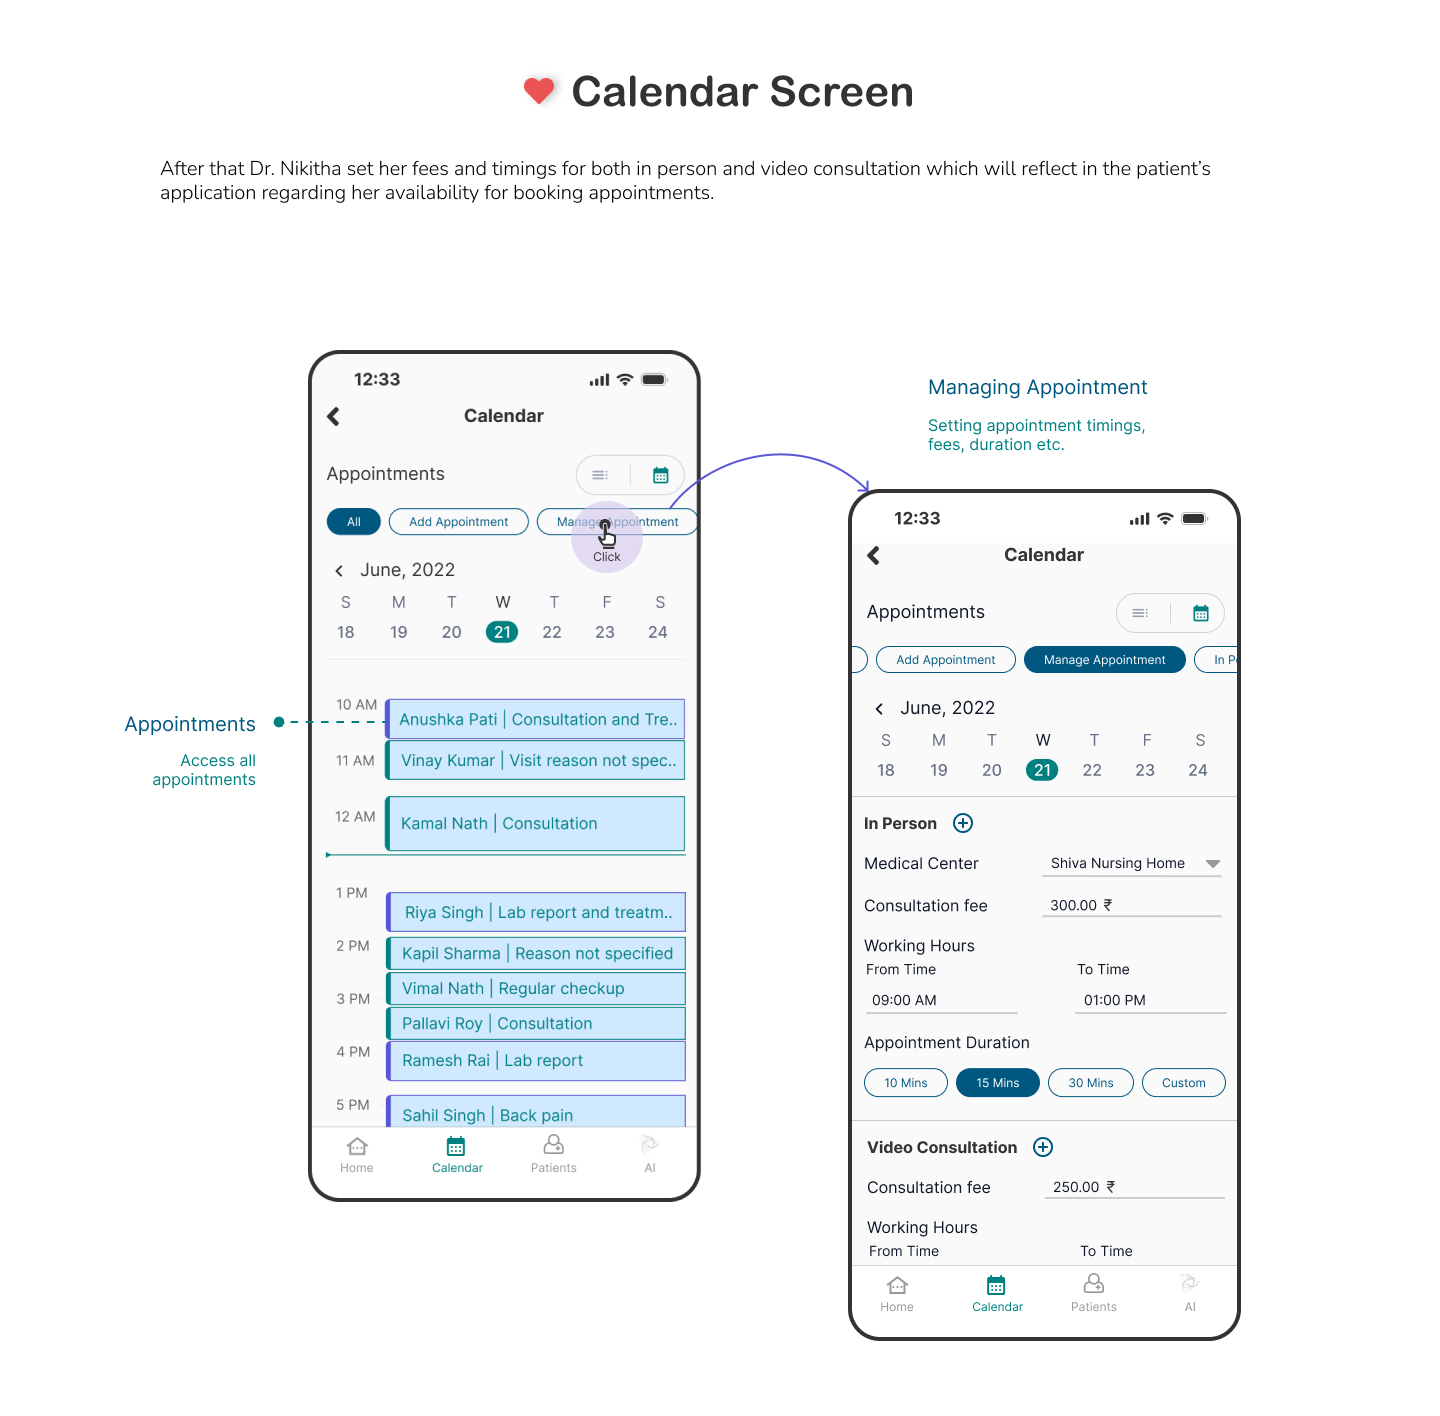 Calendar Screen
After that Dr. Nikitha set her fees and timings for both in person and video consultation which will reflect in the patient's
application regarding her availability for booking appointments.
12:33
Calendar
Appointments
All
Add Appointment
Manage Appointment
Click
June, 2022
S M T W T F S
18 19 20 21 22 23 24
10 AM
Anushka Pati | Consultation and Tre..
11 AM
Vinay Kumar | Visit reason not spec..
12 AM
Kamal Nath | Consultation
1 PM
Riya Singh | Lab report and treatm..
2 PM
Kapil Sharma | Reason not specified
Vimal Nath | Regular checkup
3 PM
Pallavi Roy | Consultation
4 PM
Ramesh Rai | Lab report
5 PM
Sahil Singh | Back pain
Home Calendar Patients AI
Appointments
Access all
appointments
Managing Appointment
Setting appointment timings,
fees, duration etc.
12:33
Calendar
Appointments
Add Appointment
Manage Appointment
In P
June, 2022
S M T W T F S
18 19 20 21 22 23 24
In Person
Medical Center Shiva Nursing Home
Consultation fee 300.00 ₹
Working Hours
From Time To Time
09:00 AM 01:00 PM
Appointment Duration
10 Mins 15 Mins 30 Mins Custom
Video Consultation
Consultation fee 250.00 ₹
Working Hours
From Time To Time
Home Calendar Patients AI